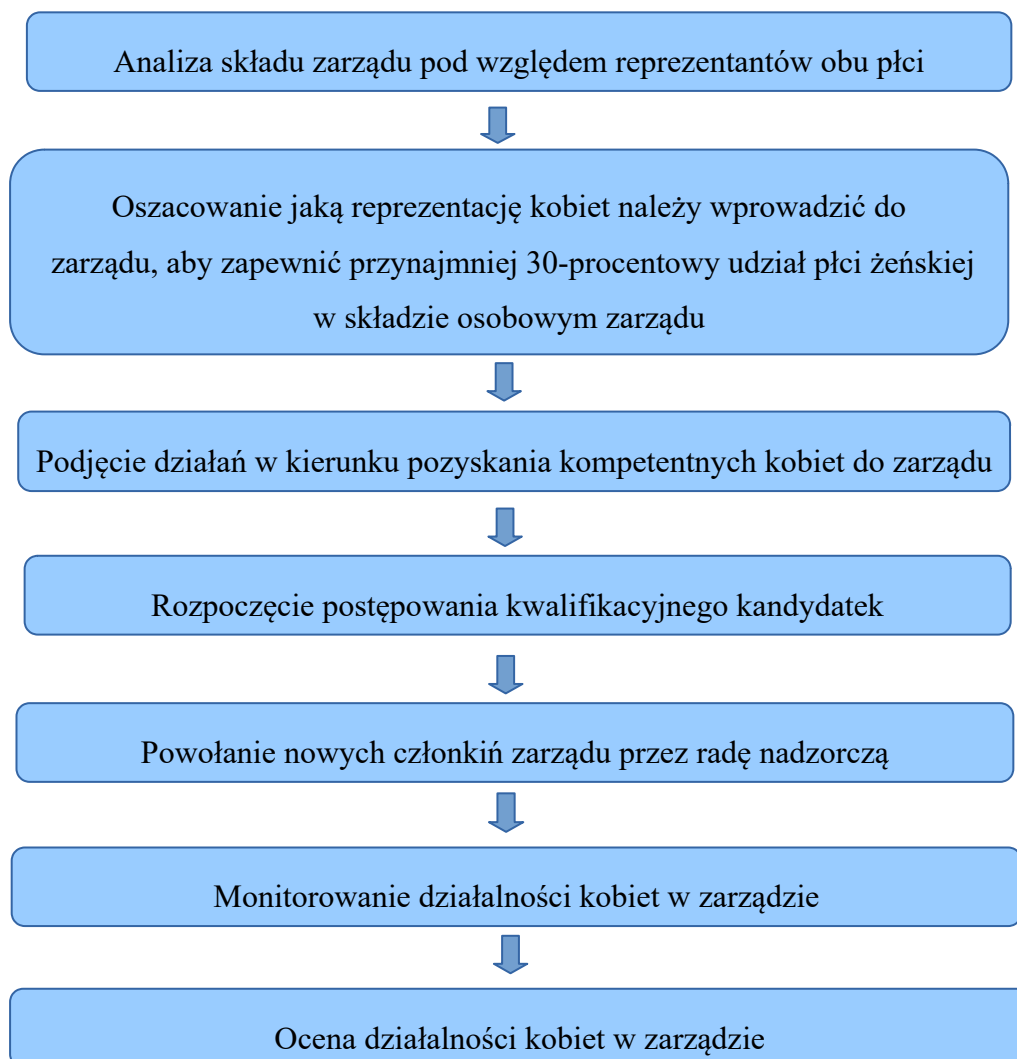 Analiza składu zarządu pod względem reprezentantów obu płci
Oszacowanie jaką reprezentację kobiet należy wprowadzić do
zarządu, aby zapewnić przynajmniej 30-procentowy udział płci żeńskiej
w składzie osobowym zarządu
Podjęcie działań w kierunku pozyskania kompetentnych kobiet do zarządu
Rozpoczęcie postępowania kwalifikacyjnego kandydatek
Powołanie nowych członkiń zarządu przez radę nadzorczą
Monitorowanie działalności kobiet w zarządzie
Ocena działalności kobiet w zarządzie